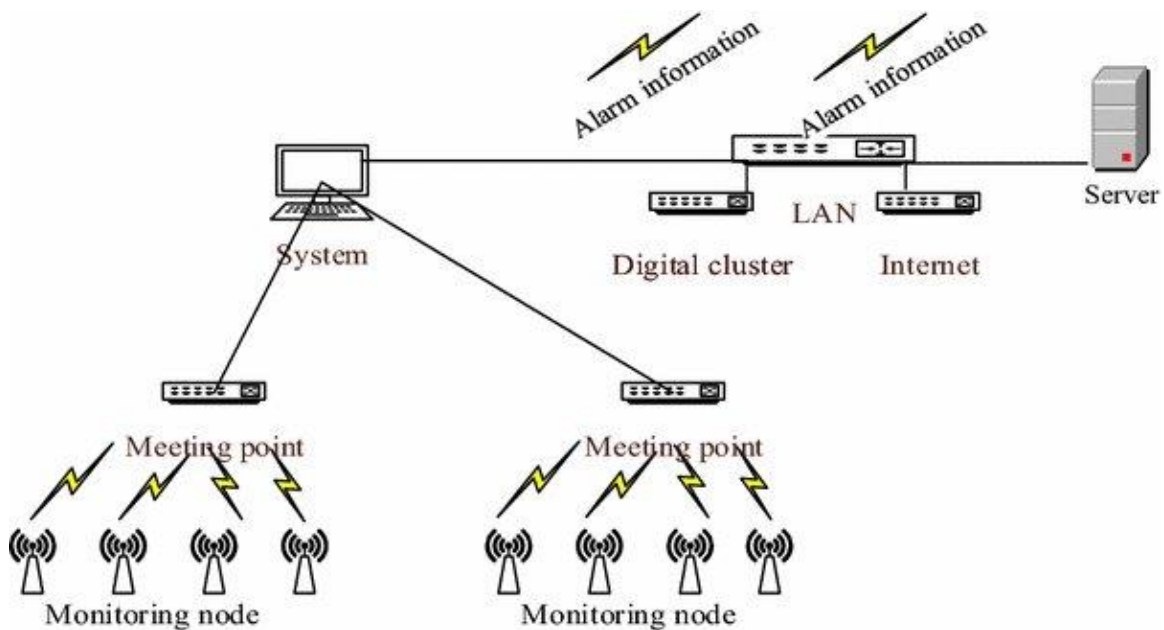 Alarm information
Alarm information
Server
LAN
System
Digital cluster
Internet
Meeting point
Meeting point
Monitoring node
Monitoring node